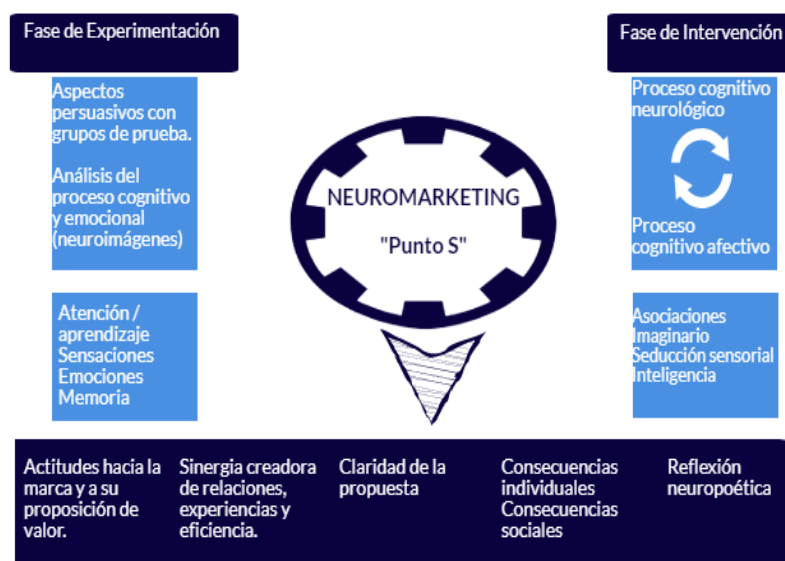 Fase de Experimentación
Aspectos
persuasivos con
grupos de prueba.
Análisis del
proceso cognitivo
y emocional
(neuroimágenes)
Atención /
aprendizaje
Sensaciones
Emociones
Memoria
NEUROMARKETING
"Punto S"
Fase de Intervención
Proceso cognitivo
neurológico
Proceso
cognitivo afectivo
Asociaciones
Imaginario
Seducción sensorial
Inteligencia
Actitudes hacia la
marca y a su
proposición de
valor.
Sinergia creadora
de relaciones,
experiencias y
eficiencia.
Claridad de la
propuesta
Consecuencias
individuales
Consecuencias
sociales
Reflexión
neuropoética